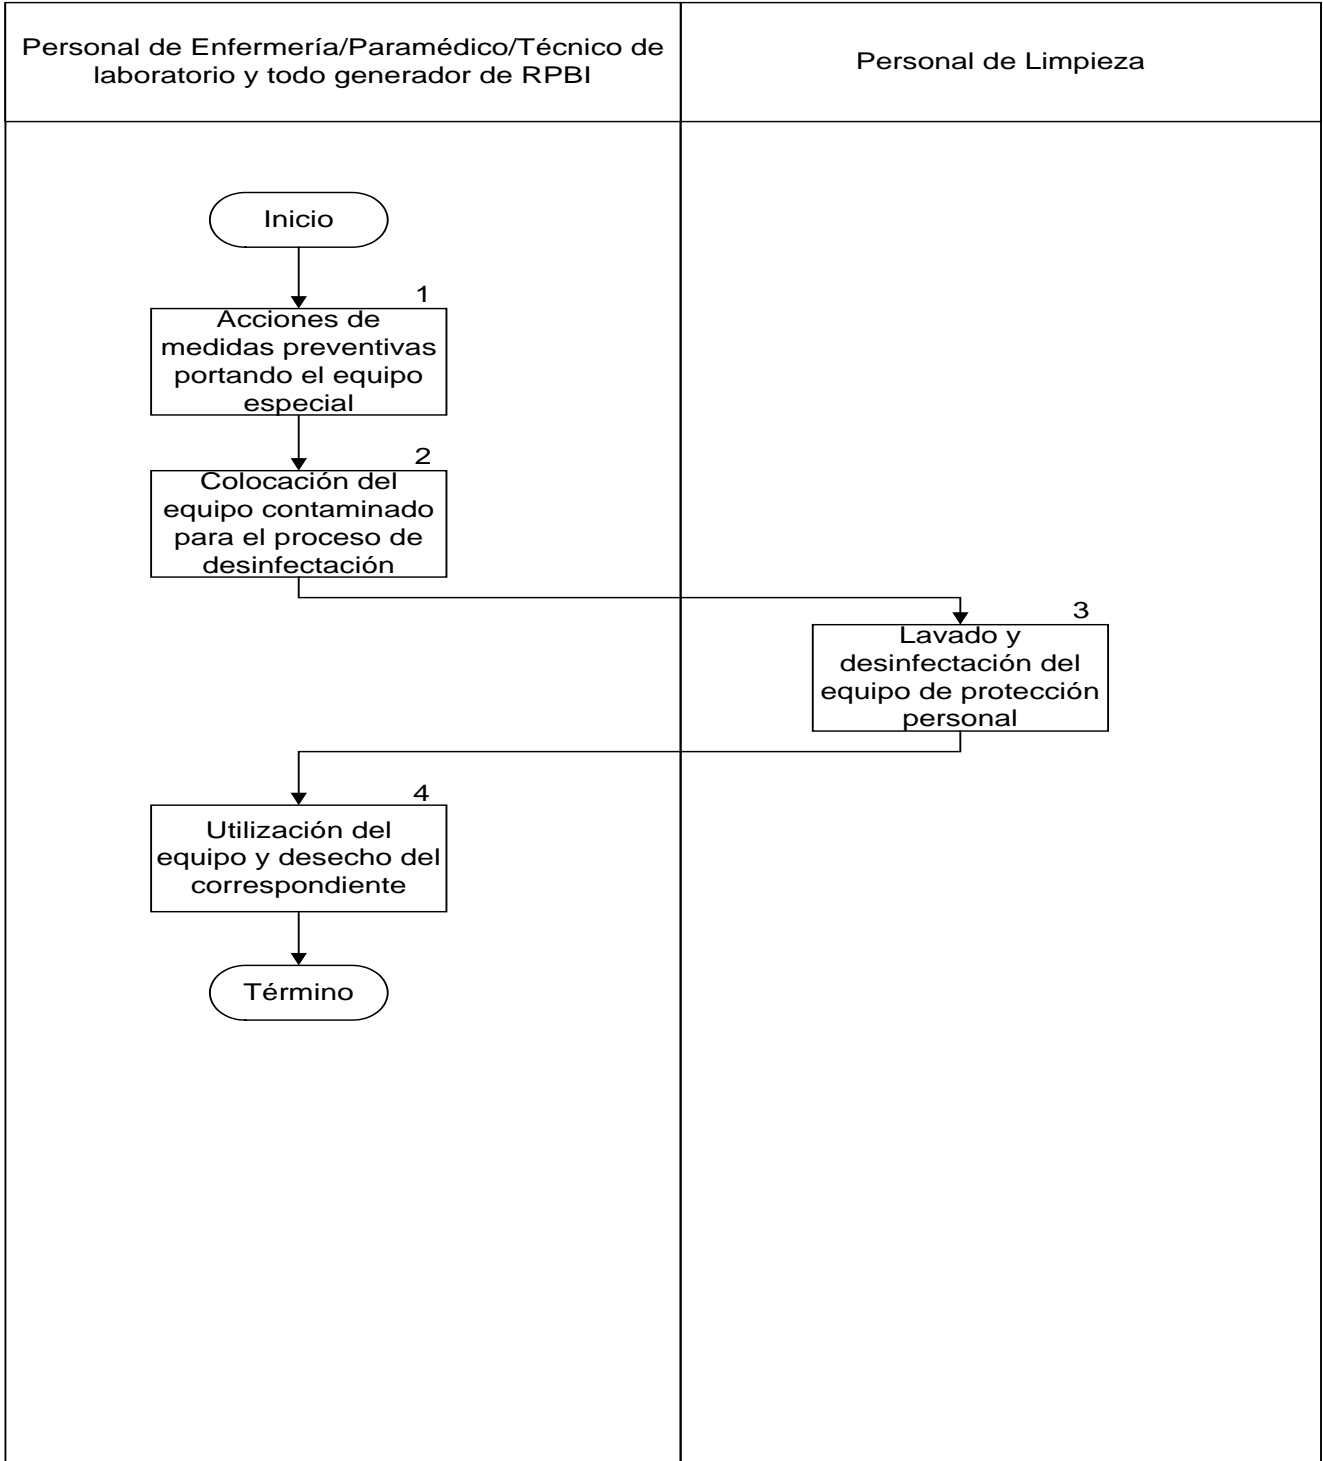 Personal de Enfermería/Paramédico/Técnico de
laboratorio y todo generador de RPBI
Personal de Limpieza
Inicio
1
Acciones de
medidas preventivas
portando el equipo
especial
2
Colocación del
equipo contaminado
para el proceso de
desinfectación
3
Lavado y
desinfectación del
equipo de protección
personal
4
Utilización del
equipo y desecho del
correspondiente
Término